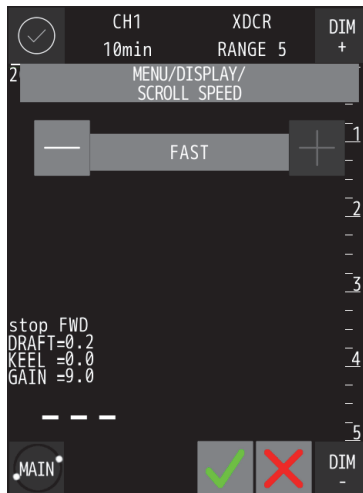 CH1 XDCR DIM
10min RANGE 5 +
2
MENU/DISPLAY/
SCROLL SPEED
1
— FAST +
2
3
stop FWD
DRAFT=0.2
KEEL =0.0
GAIN =9.0
4
– – –
5
MAIN DIM
-